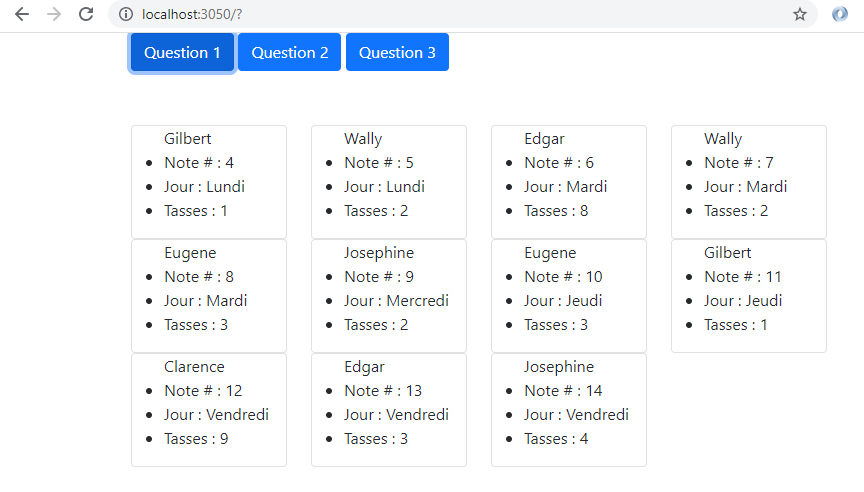 localhost:3050/?
Question 1 Question 2 Question 3
Gilbert
Note # : 4
Jour : Lundi
Tasses : 1
Wally
Note # : 5
Jour : Lundi
Tasses : 2
Edgar
Note # : 6
Jour : Mardi
Tasses : 8
Wally
Note # : 7
Jour : Mardi
Tasses : 2
Eugene
Note # : 8
Jour : Mardi
Tasses : 3
Josephine
Note # : 9
Jour : Mercredi
Tasses : 2
Eugene
Note # : 10
Jour : Jeudi
Tasses : 3
Gilbert
Note # : 11
Jour : Jeudi
Tasses : 1
Clarence
Note # : 12
Jour : Vendredi
Tasses : 9
Edgar
Note # : 13
Jour : Vendredi
Tasses : 3
Josephine
Note # : 14
Jour : Vendredi
Tasses : 4